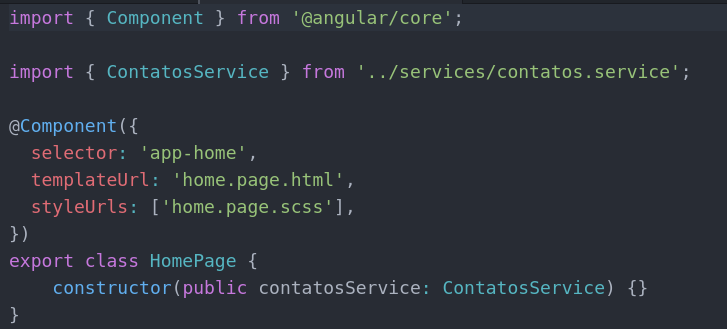 import { Component } from '@angular/core';
import { ContatosService } from '../services/contatos.service';
@Component({
  selector: 'app-home',
  templateUrl: 'home.page.html',
  styleUrls: ['home.page.scss'],
})
export class HomePage {
    constructor(public contatosService: ContatosService) {}
}